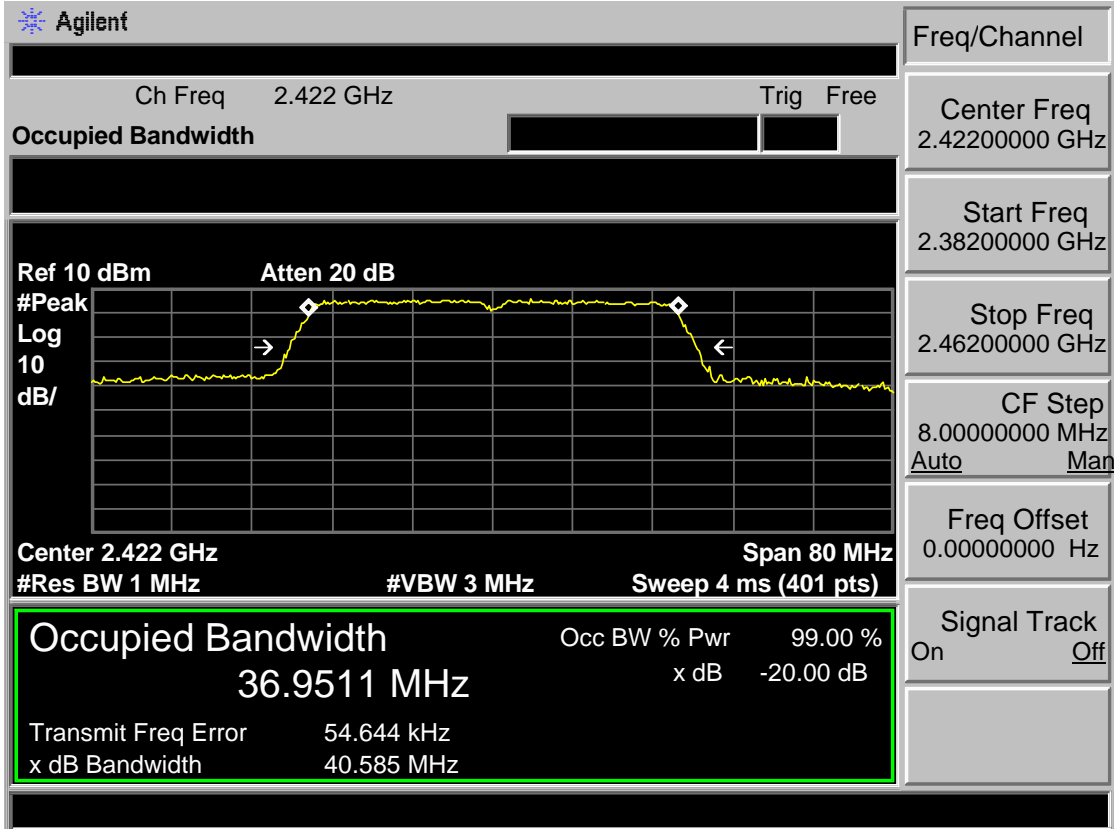 Agilent
Freq/Channel
Ch Freq 2.422 GHz Trig Free
Occupied Bandwidth
Center Freq
2.42200000 GHz
Start Freq
2.38200000 GHz
Stop Freq
2.46200000 GHz
CF Step
8.00000000 MHz
Auto Man
Freq Offset
0.00000000 Hz
Signal Track
On Off
Ref 10 dBm Atten 20 dB
#Peak
Log
10
dB/
Center 2.422 GHz Span 80 MHz
#Res BW 1 MHz #VBW 3 MHz Sweep 4 ms (401 pts)
Occupied Bandwidth
36.9511 MHz
Occ BW % Pwr 99.00 %
x dB -20.00 dB
Transmit Freq Error 54.644 kHz
x dB Bandwidth 40.585 MHz